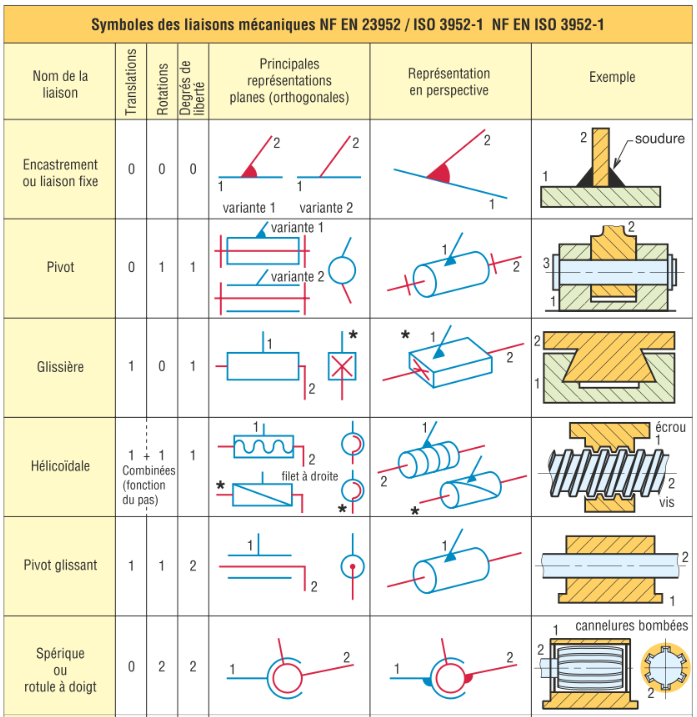 Symboles des liaisons mécaniques NF EN 23952 / ISO 3952-1 NF EN ISO 3952-1
Nom de la
liaison
Translations
Rotations
Degrés de
liberté
Principales
représentations
planes (orthogonales)
Représentation
en perspective
Exemple
Encastrement
ou liaison fixe
0
0
0
2
2
1
1
variante 1
variante 2
2
1
2
soudure
1
Pivot
0
1
1
variante 1
variante 2
1
2
2
3
1
Glissière
1
0
1
1
2
*
*
1
2
2
1
Hélicoïdale
1 + 1
Combinées
(fonction
du pas)
1
2
filet à droite
*
*
1
2
*
écrou
1
2
vis
Pivot glissant
1
1
2
1
2
1
2
2
1
Spérique
ou
rotule à doigt
0
2
2
1
2
1
2
cannelures bombées
1
2
2